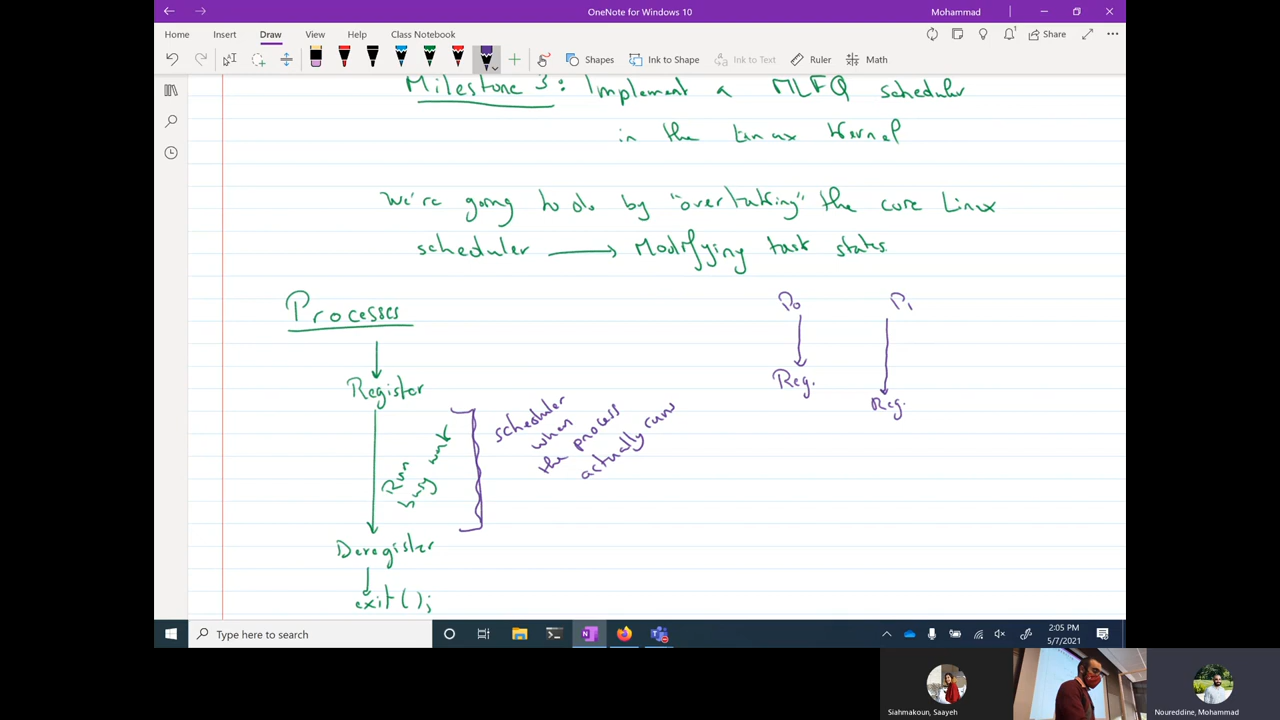 OneNote for Windows 10
Mohammad
Home Insert Draw View Help Class Notebook
Share
Shapes Ink to Shape Ink to Text Ruler Math
Milestone 3: Implement a MLFQ scheduler
in the Linux Kernel
We're going to do by "overtaking" the core Linux
scheduler → Modifying task states
Processes
Register
Run busy work
Deregister
exit();
scheduler
when
the process
actually runs
P0 P1
Reg.
Reg.
Type here to search
2:05 PM
5/7/2021
Siahmakoun, Saayeh
Noureddine, Mohammad